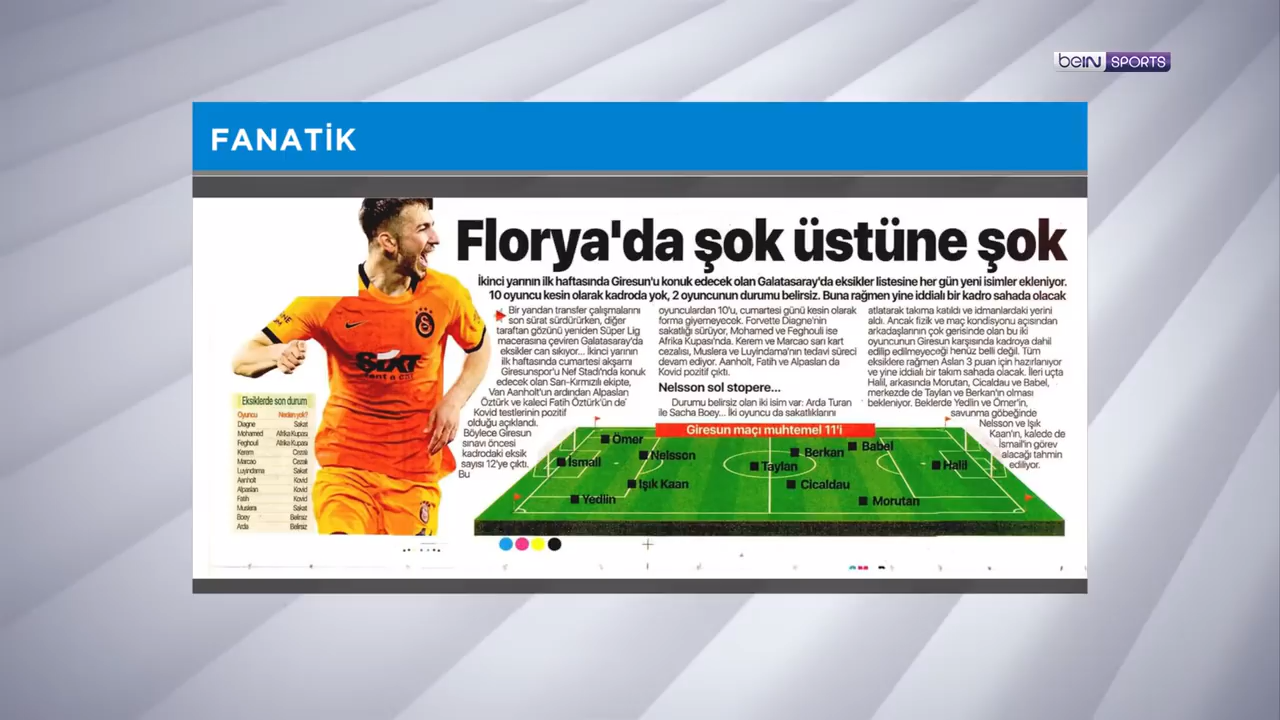 beIN SPORTS
FANATİK
Florya'da şok üstüne şok
İkinci yarının ilk haftasında Giresun'u konuk edecek olan Galatasaray'da eksikler listesine her gün yeni isimler ekleniyor.
10 oyuncu kesin olarak kadroda yok, 2 oyuncunun durumu belirsiz. Buna rağmen yine iddialı bir kadro sahada olacak
Bir yandan transfer çalışmalarını
son sürat sürdürürken, diğer
taraftan gözünü yeniden Süper Lig
macerasına çeviren Galatasaray'da
eksikler can sıkıyor... İkinci yarının
ilk haftasında cumartesi akşamı
Giresunspor'u Nef Stadı'nda konuk
edecek olan Sarı-Kırmızılı ekipte,
Van Aanholt'un ardından Alpaslan
Öztürk ve kaleci Fatih Öztürk'ün de
Kovid testlerinin pozitif
olduğu açıklandı.
Böylece Giresun
sınavı öncesi
kadrodaki eksik
sayısı 12'ye çıktı.
Bu
oyunculardan 10'u, cumartesi günü kesin olarak
forma giyemeyecek. Forvette Diagne'nin
sakatlığı sürüyor, Mohamed ve Feghouli ise
Afrika Kupası'nda. Kerem ve Marcao sarı kart
cezalısı, Muslera ve Luyindama'nın tedavi süreci
devam ediyor. Aanholt, Fatih ve Alpaslan da
Kovid pozitif çıktı.
Nelsson sol stopere...
Durumu belirsiz olan iki isim var: Arda Turan
ile Sacha Boey... İki oyuncu da sakatlıklarını
atlatarak takıma katıldı ve idmanlardaki yerini
aldı. Ancak fizik ve maç kondisyonu açısından
arkadaşlarının çok gerisinde olan bu iki
oyuncunun Giresun karşısında kadroya dahil
edilip edilmeyeceği henüz belli değil. Tüm
eksiklere rağmen Aslan 3 puan için hazırlanıyor
ve yine iddialı bir takım sahada olacak. İleri uçta
Halil, arkasında Morutan, Cicaldau ve Babel,
merkezde de Taylan ve Berkan'ın olması
bekleniyor. Beklerde Yedlin ve Ömer'in,
savunma göbeğinde
Nelsson ve Işık
Kaan'ın, kalede de
İsmail'in görev
alacağı tahmin
ediliyor.
Eksiklerde son durum
Oyuncu Neden yok?
Diagne Sakat
Mohamed Afrika Kupası
Feghouli Afrika Kupası
Kerem Cezalı
Marcao Cezalı
Luyindama Sakat
Aanholt Kovid
Alpaslan Kovid
Fatih Kovid
Muslera Sakat
Boey Belirsiz
Arda Belirsiz
SIXT
rent a car
Giresun maçı muhtemel 11'i
Ömer
İsmail
Nelsson
Işık Kaan
Yedlin
Berkan
Taylan
Cicaldau
Babel
Morutan
Halil